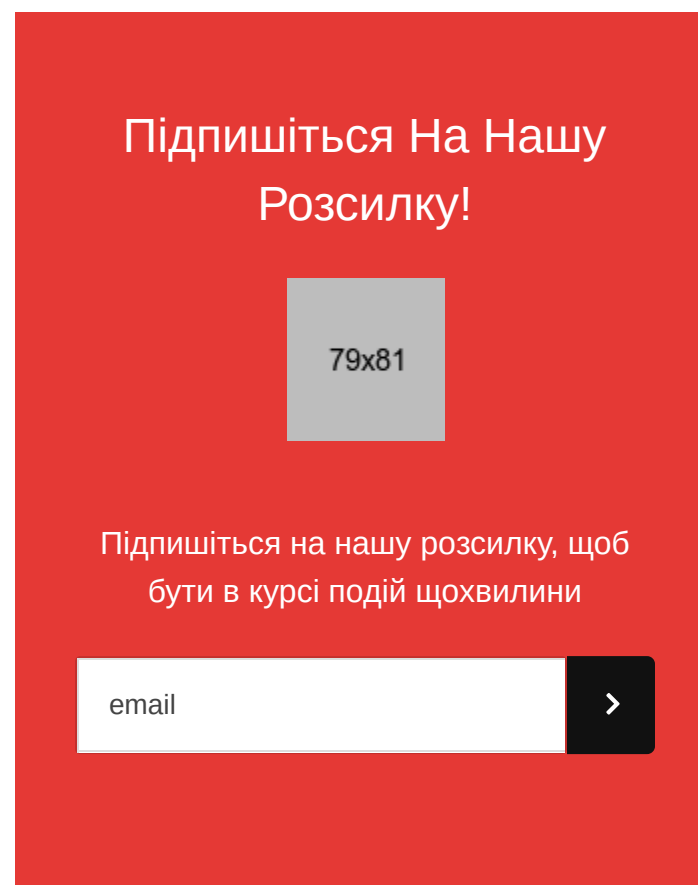 Підпишіться На Нашу
Розсилку!
79x81
Підпишіться на нашу розсилку, щоб
бути в курсі подій щохвилини
email